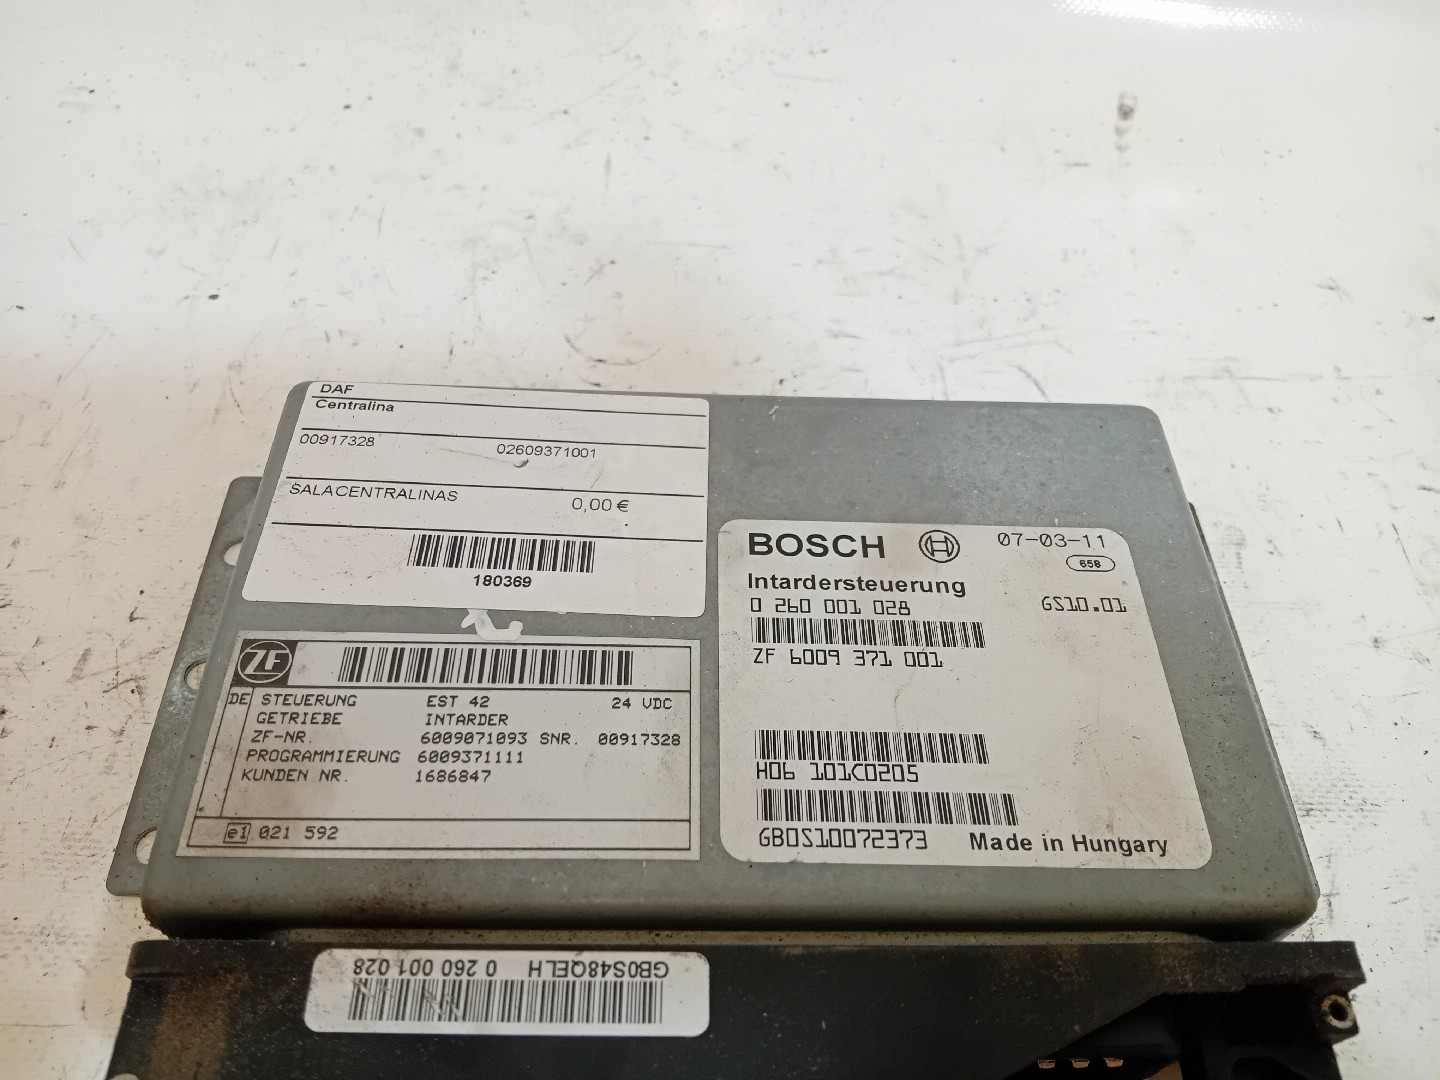 DAF
Centralina
00917328 02609371001
SALACENTRALINAS 0,00 €
180369
BOSCH 07-03-11
658
Intardersteuerung
0 260 001 028 GS10.01
ZF 6009 371 001
H06 101C0205
GB0S10072373 Made in Hungary
ZF
DE STEUERUNG EST 42 24 VDC
GETRIEBE INTARDER
ZF-NR. 6009071093 SNR. 00917328
PROGRAMMIERUNG 6009371111
KUNDEN NR. 1686847
e1 021 592
GB0S48QELH 0 260 001 028